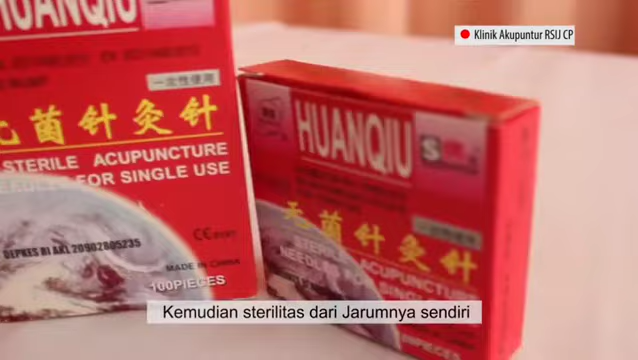 Klinik Akupuntur RSIJ CP
HUANQIU
一次性使用
无菌针灸针
STERILE ACUPUNCTURE
FOR SINGLE USE
DEPKES RI AKL 20902805235
MADE IN CHINA
100PIECES
HUANQIU
无菌针灸针
STERILE
ACUPUNCTURE
Kemudian sterilitas dari Jarumnya sendiri